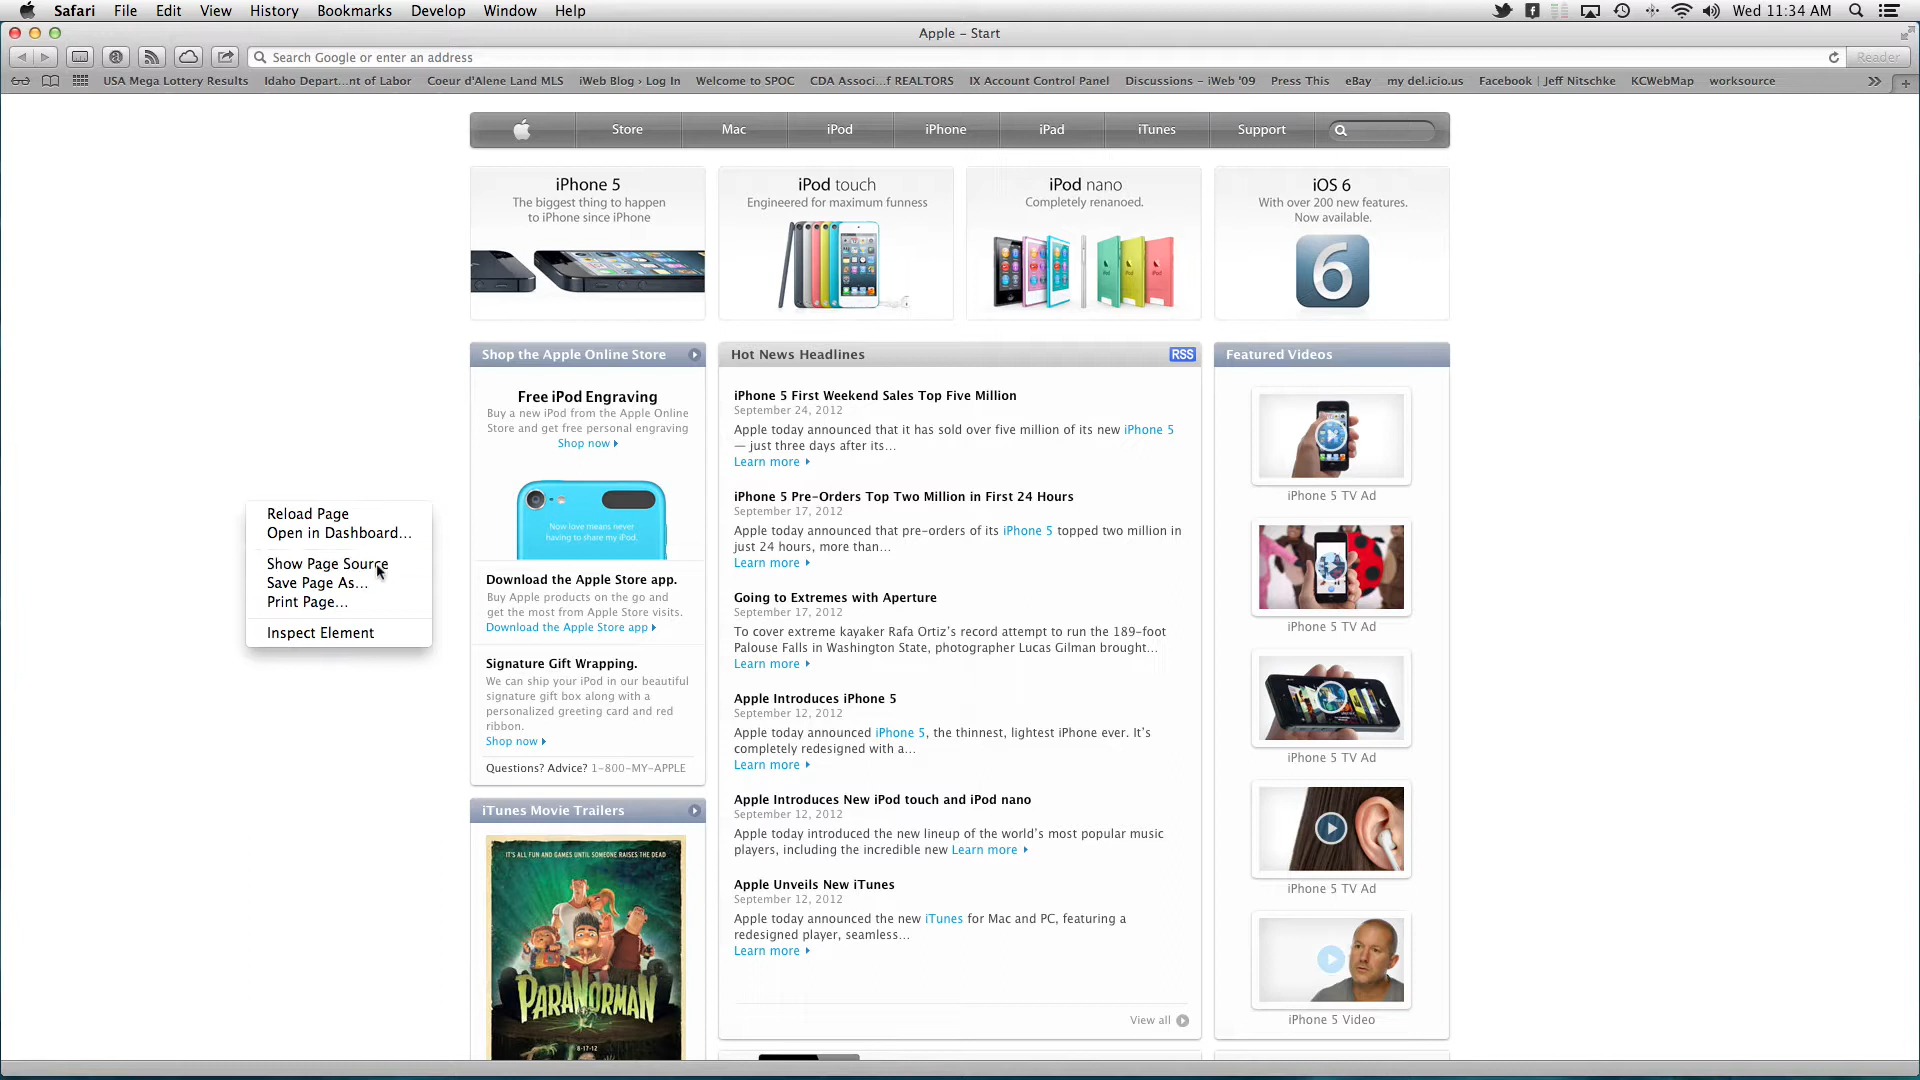 Safari File Edit View History Bookmarks Develop Window Help
Wed 11:34 AM
Apple – Start
Search Google or enter an address
Reader
USA Mega Lottery Results Idaho Depart...nt of Labor Coeur d'Alene Land MLS iWeb Blog › Log In Welcome to SPOC CDA Associ...f REALTORS IX Account Control Panel Discussions – iWeb '09 Press This eBay my del.icio.us Facebook | Jeff Nitschke KCWebMap worksource
Store Mac iPod iPhone iPad iTunes Support
iPhone 5
The biggest thing to happen
to iPhone since iPhone
iPod touch
Engineered for maximum funness
iPod nano
Completely renanoed.
iOS 6
With over 200 new features.
Now available.
6
Shop the Apple Online Store
Free iPod Engraving
Buy a new iPod from the Apple Online
Store and get free personal engraving
Shop now
Now love means never
having to share my iPod.
Download the Apple Store app.
Buy Apple products on the go and
get the most from Apple Store visits.
Download the Apple Store app
Signature Gift Wrapping.
We can ship your iPod in our beautiful
signature gift box along with a
personalized greeting card and red
ribbon.
Shop now
Questions? Advice? 1-800-MY-APPLE
iTunes Movie Trailers
IT'S ALL FUN AND GAMES UNTIL SOMEONE RAISES THE DEAD
PARANORMAN
8-17-12
Reload Page
Open in Dashboard...
Show Page Source
Save Page As...
Print Page...
Inspect Element
Hot News Headlines
RSS
iPhone 5 First Weekend Sales Top Five Million
September 24, 2012
Apple today announced that it has sold over five million of its new iPhone 5
— just three days after its…
Learn more
iPhone 5 Pre-Orders Top Two Million in First 24 Hours
September 17, 2012
Apple today announced that pre-orders of its iPhone 5 topped two million in
just 24 hours, more than…
Learn more
Going to Extremes with Aperture
September 17, 2012
To cover extreme kayaker Rafa Ortiz’s record attempt to run the 189-foot
Palouse Falls in Washington State, photographer Lucas Gilman brought…
Learn more
Apple Introduces iPhone 5
September 12, 2012
Apple today announced iPhone 5, the thinnest, lightest iPhone ever. It’s
completely redesigned with a…
Learn more
Apple Introduces New iPod touch and iPod nano
September 12, 2012
Apple today introduced the new lineup of the world’s most popular music
players, including the incredible new Learn more
Apple Unveils New iTunes
September 12, 2012
Apple today announced the new iTunes for Mac and PC, featuring a
redesigned player, seamless…
Learn more
View all
Featured Videos
iPhone 5 TV Ad
iPhone 5 TV Ad
iPhone 5 TV Ad
iPhone 5 TV Ad
iPhone 5 Video